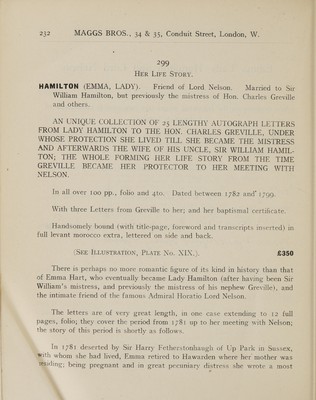 232 MAGGS BROS., 34 & 35, Conduit Street, London, W.
299
HER LIFE STORY.
HAMILTON (EMMA, LADY). Friend of Lord Nelson. Married to Sir
William Hamilton, but previously the mistress of Hon. Charles Greville
and others.
AN UNIQUE COLLECTION OF 25 LENGTHY AUTOGRAPH LETTERS
FROM LADY HAMILTON TO THE HON. CHARLES GREVILLE, UNDER
WHOSE PROTECTION SHE LIVED TILL SHE BECAME THE MISTRESS
AND AFTERWARDS THE WIFE OF HIS UNCLE, SIR WILLIAM HAMIL-
TON; THE WHOLE FORMING HER LIFE STORY FROM THE TIME
GREVILLE BECAME HER PROTECTOR TO HER MEETING WITH
NELSON.
In all over 100 pp., folio and 4to. Dated between 1782 and 1799.
With three Letters from Greville to her; and her baptismal certificate.
Handsomely bound (with title-page, foreword and transcripts inserted) in
full levant morocco extra, lettered on side and back.
(SEE ILLUSTRATION, PLATE NO. XIX.). £350
There is perhaps no more romantic figure of its kind in history than that
of Emma Hart, who eventually became Lady Hamilton (after having been Sir
William's mistress, and previously the mistress of his nephew Greville), and
the intimate friend of the famous Admiral Horatio Lord Nelson.
The letters are of very great length, in one case extending to 12 full
pages, folio; they cover the period from 1781 up to her meeting with Nelson;
the story of this period is shortly as follows.
In 1781 deserted by Sir Harry Fetherstonhaugh of Up Park in Sussex,
with whom she had lived, Emma retired to Hawarden where her mother was
residing; being pregnant and in great pecuniary distress she wrote a most